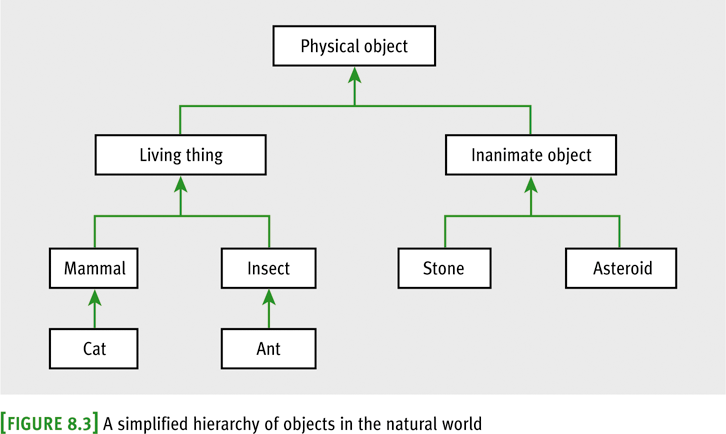 Physical object
Living thing
Inanimate object
Mammal
Insect
Stone
Asteroid
Cat
Ant
[FIGURE 8.3] A simplified hierarchy of objects in the natural world